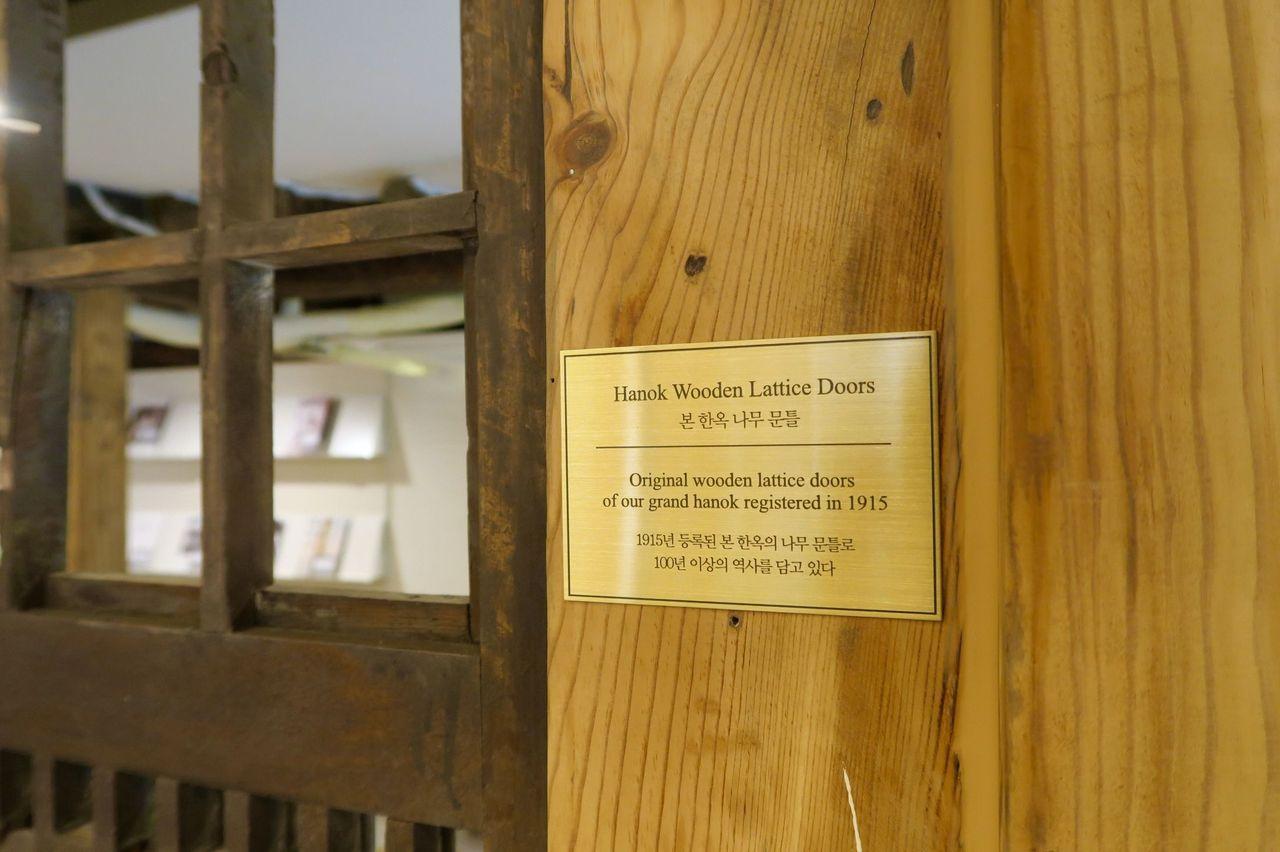 Hanok Wooden Lattice Doors
본 한옥 나무 문틀
Original wooden lattice doors
of our grand hanok registered in 1915
1915년 등록된 본 한옥의 나무 문틀로
100년 이상의 역사를 담고 있다